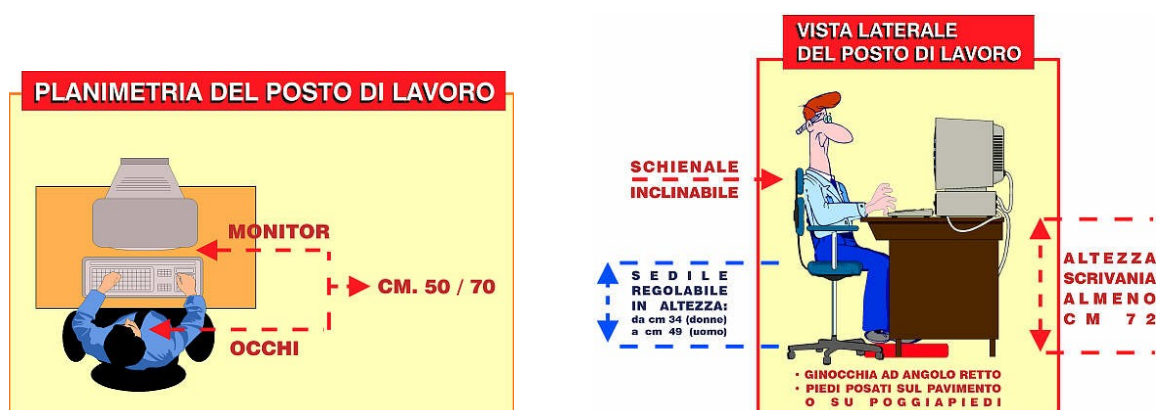 PLANIMETRIA DEL POSTO DI LAVORO
MONITOR
CM. 50 / 70
OCCHI
VISTA LATERALE
DEL POSTO DI LAVORO
SCHIENALE
INCLINABILE
SEDILE
REGOLABILE
IN ALTEZZA:
da cm 34 (donne)
a cm 49 (uomo)
ALTEZZA
SCRIVANIA
ALMENO
CM 72
• GINOCCHIA AD ANGOLO RETTO
• PIEDI POSATI SUL PAVIMENTO
O SU POGGIAPIEDI